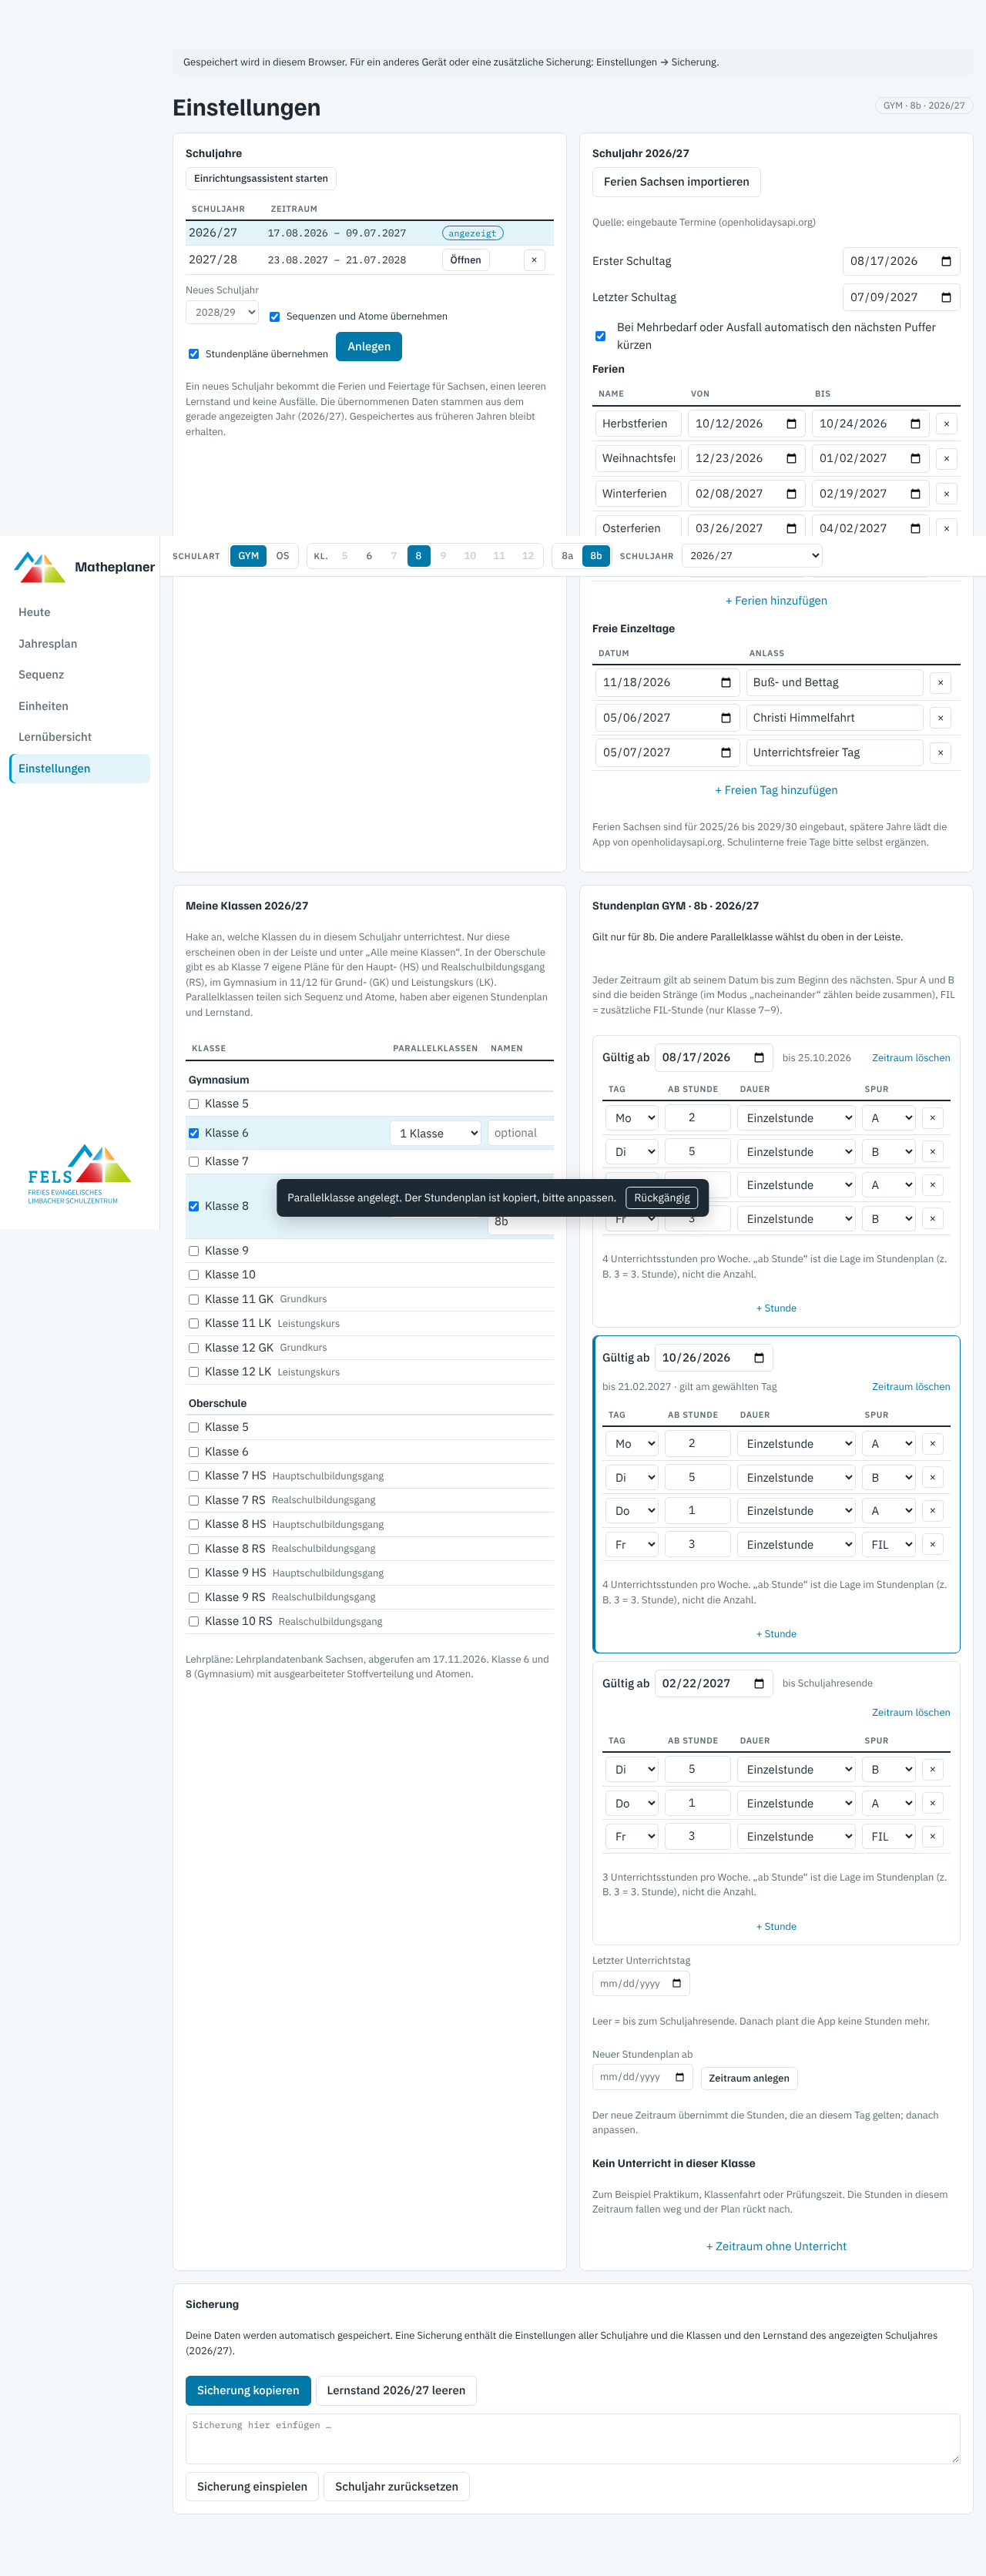 Gespeichert wird in diesem Browser. Für ein anderes Gerät oder eine zusätzliche Sicherung: Einstellungen → Sicherung.
Einstellungen
GYM · 8b · 2026/27
Schuljahre
Einrichtungsassistent starten
SCHULJAHR ZEITRAUM
2026/27 17.08.2026 – 09.07.2027 angezeigt
2027/28 23.08.2027 – 21.07.2028 Öffnen ×
Neues Schuljahr
2028/29 Sequenzen und Atome übernehmen
Stundenpläne übernehmen Anlegen
Ein neues Schuljahr bekommt die Ferien und Feiertage für Sachsen, einen leeren
Lernstand und keine Ausfälle. Die übernommenen Daten stammen aus dem
gerade angezeigten Jahr (2026/27). Gespeichertes aus früheren Jahren bleibt
erhalten.
Schuljahr 2026/27
Ferien Sachsen importieren
Quelle: eingebaute Termine (openholidaysapi.org)
Erster Schultag 08/17/2026
Letzter Schultag 07/09/2027
Bei Mehrbedarf oder Ausfall automatisch den nächsten Puffer
kürzen
Ferien
NAME VON BIS
Herbstferien 10/12/2026 10/24/2026 ×
Weihnachtsfer 12/23/2026 01/02/2027 ×
Winterferien 02/08/2027 02/19/2027 ×
Osterferien 03/26/2027 04/02/2027 ×
Matheplaner
SCHULART GYM OS KL. 5 6 7 8 9 10 11 12 8a 8b SCHULJAHR 2026/27
Heute
Jahresplan
Sequenz
Einheiten
Lernübersicht
Einstellungen
FELS
FREIES EVANGELISCHES
LIMBACHER SCHULZENTRUM
+ Ferien hinzufügen
Freie Einzeltage
DATUM ANLASS
11/18/2026 Buß- und Bettag ×
05/06/2027 Christi Himmelfahrt ×
05/07/2027 Unterrichtsfreier Tag ×
+ Freien Tag hinzufügen
Ferien Sachsen sind für 2025/26 bis 2029/30 eingebaut, spätere Jahre lädt die
App von openholidaysapi.org. Schulinterne freie Tage bitte selbst ergänzen.
Meine Klassen 2026/27
Hake an, welche Klassen du in diesem Schuljahr unterrichtest. Nur diese
erscheinen oben in der Leiste und unter „Alle meine Klassen“. In der Oberschule
gibt es ab Klasse 7 eigene Pläne für den Haupt- (HS) und Realschulbildungsgang
(RS), im Gymnasium in 11/12 für Grund- (GK) und Leistungskurs (LK).
Parallelklassen teilen sich Sequenz und Atome, haben aber eigenen Stundenplan
und Lernstand.
KLASSE PARALLELKLASSEN NAMEN
Gymnasium
Klasse 5
Klasse 6 1 Klasse optional
Klasse 7
Klasse 8
8b
Klasse 9
Klasse 10
Klasse 11 GK Grundkurs
Klasse 11 LK Leistungskurs
Klasse 12 GK Grundkurs
Klasse 12 LK Leistungskurs
Oberschule
Klasse 5
Klasse 6
Klasse 7 HS Hauptschulbildungsgang
Klasse 7 RS Realschulbildungsgang
Klasse 8 HS Hauptschulbildungsgang
Klasse 8 RS Realschulbildungsgang
Klasse 9 HS Hauptschulbildungsgang
Klasse 9 RS Realschulbildungsgang
Klasse 10 RS Realschulbildungsgang
Lehrpläne: Lehrplandatenbank Sachsen, abgerufen am 17.11.2026. Klasse 6 und
8 (Gymnasium) mit ausgearbeiteter Stoffverteilung und Atomen.
Parallelklasse angelegt. Der Stundenplan ist kopiert, bitte anpassen. Rückgängig
Stundenplan GYM · 8b · 2026/27
Gilt nur für 8b. Die andere Parallelklasse wählst du oben in der Leiste.
Jeder Zeitraum gilt ab seinem Datum bis zum Beginn des nächsten. Spur A und B
sind die beiden Stränge (im Modus „nacheinander“ zählen beide zusammen), FIL
= zusätzliche FIL-Stunde (nur Klasse 7–9).
Gültig ab 08/17/2026 bis 25.10.2026 Zeitraum löschen
TAG AB STUNDE DAUER SPUR
Mo 2 Einzelstunde A ×
Di 5 Einzelstunde B ×
Einzelstunde A ×
Fr 3 Einzelstunde B ×
4 Unterrichtsstunden pro Woche. „ab Stunde“ ist die Lage im Stundenplan (z.
B. 3 = 3. Stunde), nicht die Anzahl.
+ Stunde
Gültig ab 10/26/2026
bis 21.02.2027 · gilt am gewählten Tag Zeitraum löschen
TAG AB STUNDE DAUER SPUR
Mo 2 Einzelstunde A ×
Di 5 Einzelstunde B ×
Do 1 Einzelstunde A ×
Fr 3 Einzelstunde FIL ×
4 Unterrichtsstunden pro Woche. „ab Stunde“ ist die Lage im Stundenplan (z.
B. 3 = 3. Stunde), nicht die Anzahl.
+ Stunde
Gültig ab 02/22/2027 bis Schuljahresende
Zeitraum löschen
TAG AB STUNDE DAUER SPUR
Di 5 Einzelstunde B ×
Do 1 Einzelstunde A ×
Fr 3 Einzelstunde FIL ×
3 Unterrichtsstunden pro Woche. „ab Stunde“ ist die Lage im Stundenplan (z.
B. 3 = 3. Stunde), nicht die Anzahl.
+ Stunde
Letzter Unterrichtstag
mm/dd/yyyy
Leer = bis zum Schuljahresende. Danach plant die App keine Stunden mehr.
Neuer Stundenplan ab
mm/dd/yyyy Zeitraum anlegen
Der neue Zeitraum übernimmt die Stunden, die an diesem Tag gelten; danach
anpassen.
Kein Unterricht in dieser Klasse
Zum Beispiel Praktikum, Klassenfahrt oder Prüfungszeit. Die Stunden in diesem
Zeitraum fallen weg und der Plan rückt nach.
+ Zeitraum ohne Unterricht
Sicherung
Deine Daten werden automatisch gespeichert. Eine Sicherung enthält die Einstellungen aller Schuljahre und die Klassen und den Lernstand des angezeigten Schuljahres
(2026/27).
Sicherung kopieren Lernstand 2026/27 leeren
Sicherung hier einfügen …
Sicherung einspielen Schuljahr zurücksetzen